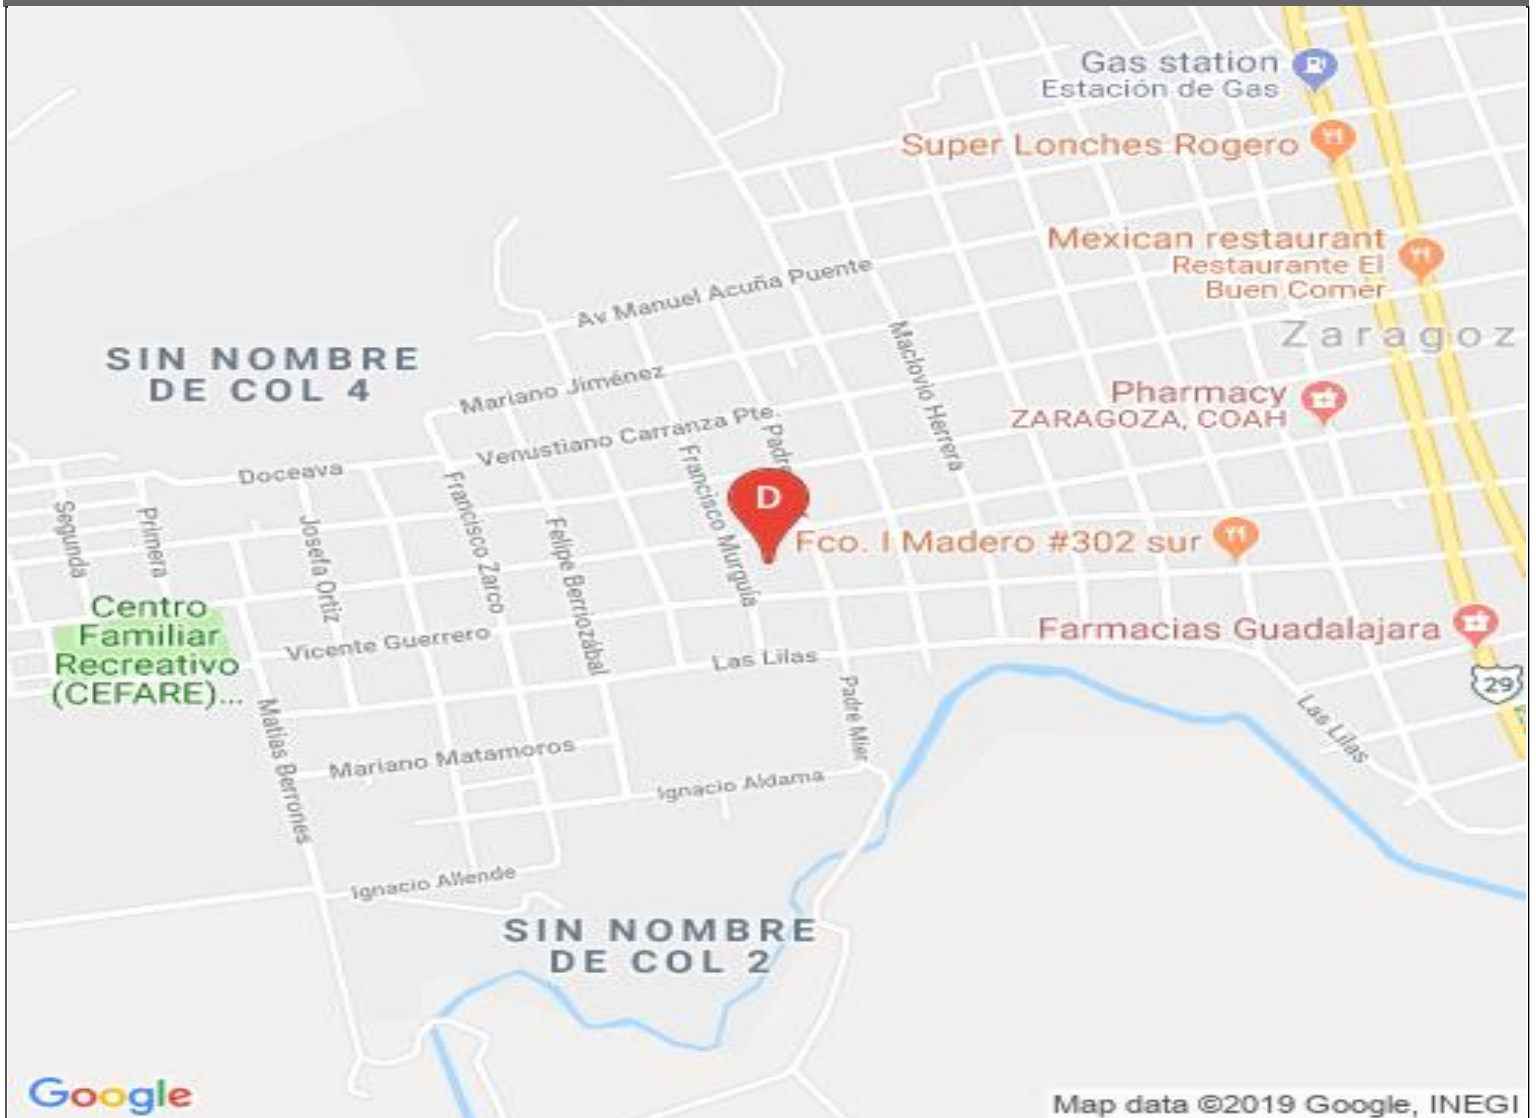 Gas station
Estación de Gas
Super Lonches Rogero
Mexican restaurant
Restaurante El
Buen Comer
Av Manuel Acuña Puente
Zaragoz
Maclovio Herrera
SIN NOMBRE
DE COL 4
Mariano Jiménez
Pharmacy
ZARAGOZA, COAH
Venustiano Carranza Pte.
Padre
Doceava
Francisco Murguía
Francisco Zarco
D
Segunda
Primera
Josefa Ortiz
Felipe Berriozábal
Fco. I Madero #302 sur
Centro
Familiar
Recreativo
(CEFARE)...
Vicente Guerrero
Farmacias Guadalajara
Las Lilas
29
Padre Mier
Las Lilas
Matias Berrones
Mariano Matamoros
Ignacio Aldama
Ignacio Allende
SIN NOMBRE
DE COL 2
Google
Map data ©2019 Google, INEGI